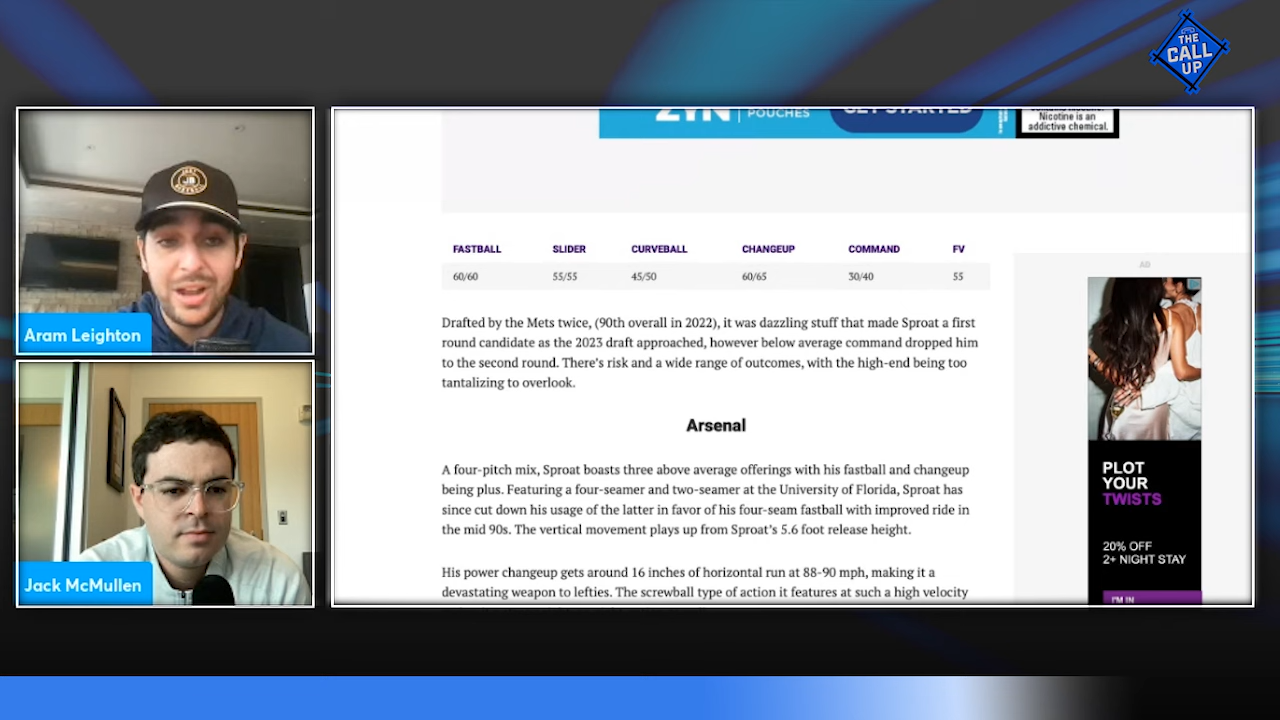 THE
CALL
UP
ZYN
POUCHES
GET STARTED
Nicotine is an
addictive chemical.
Aram Leighton
Jack McMullen
FASTBALL SLIDER CURVEBALL CHANGEUP COMMAND FV
60/60 55/55 45/50 60/65 30/40 55
Drafted by the Mets twice, (90th overall in 2022), it was dazzling stuff that made Sproat a first
round candidate as the 2023 draft approached, however below average command dropped him
to the second round. There's risk and a wide range of outcomes, with the high-end being too
tantalizing to overlook.
Arsenal
A four-pitch mix, Sproat boasts three above average offerings with his fastball and changeup
being plus. Featuring a four-seamer and two-seamer at the University of Florida, Sproat has
since cut down his usage of the latter in favor of his four-seam fastball with improved ride in
the mid 90s. The vertical movement plays up from Sproat's 5.6 foot release height.
His power changeup gets around 16 inches of horizontal run at 88-90 mph, making it a
devastating weapon to lefties. The screwball type of action it features at such a high velocity
AD
PLOT
YOUR
TWISTS
20% OFF
2+ NIGHT STAY
I'M IN